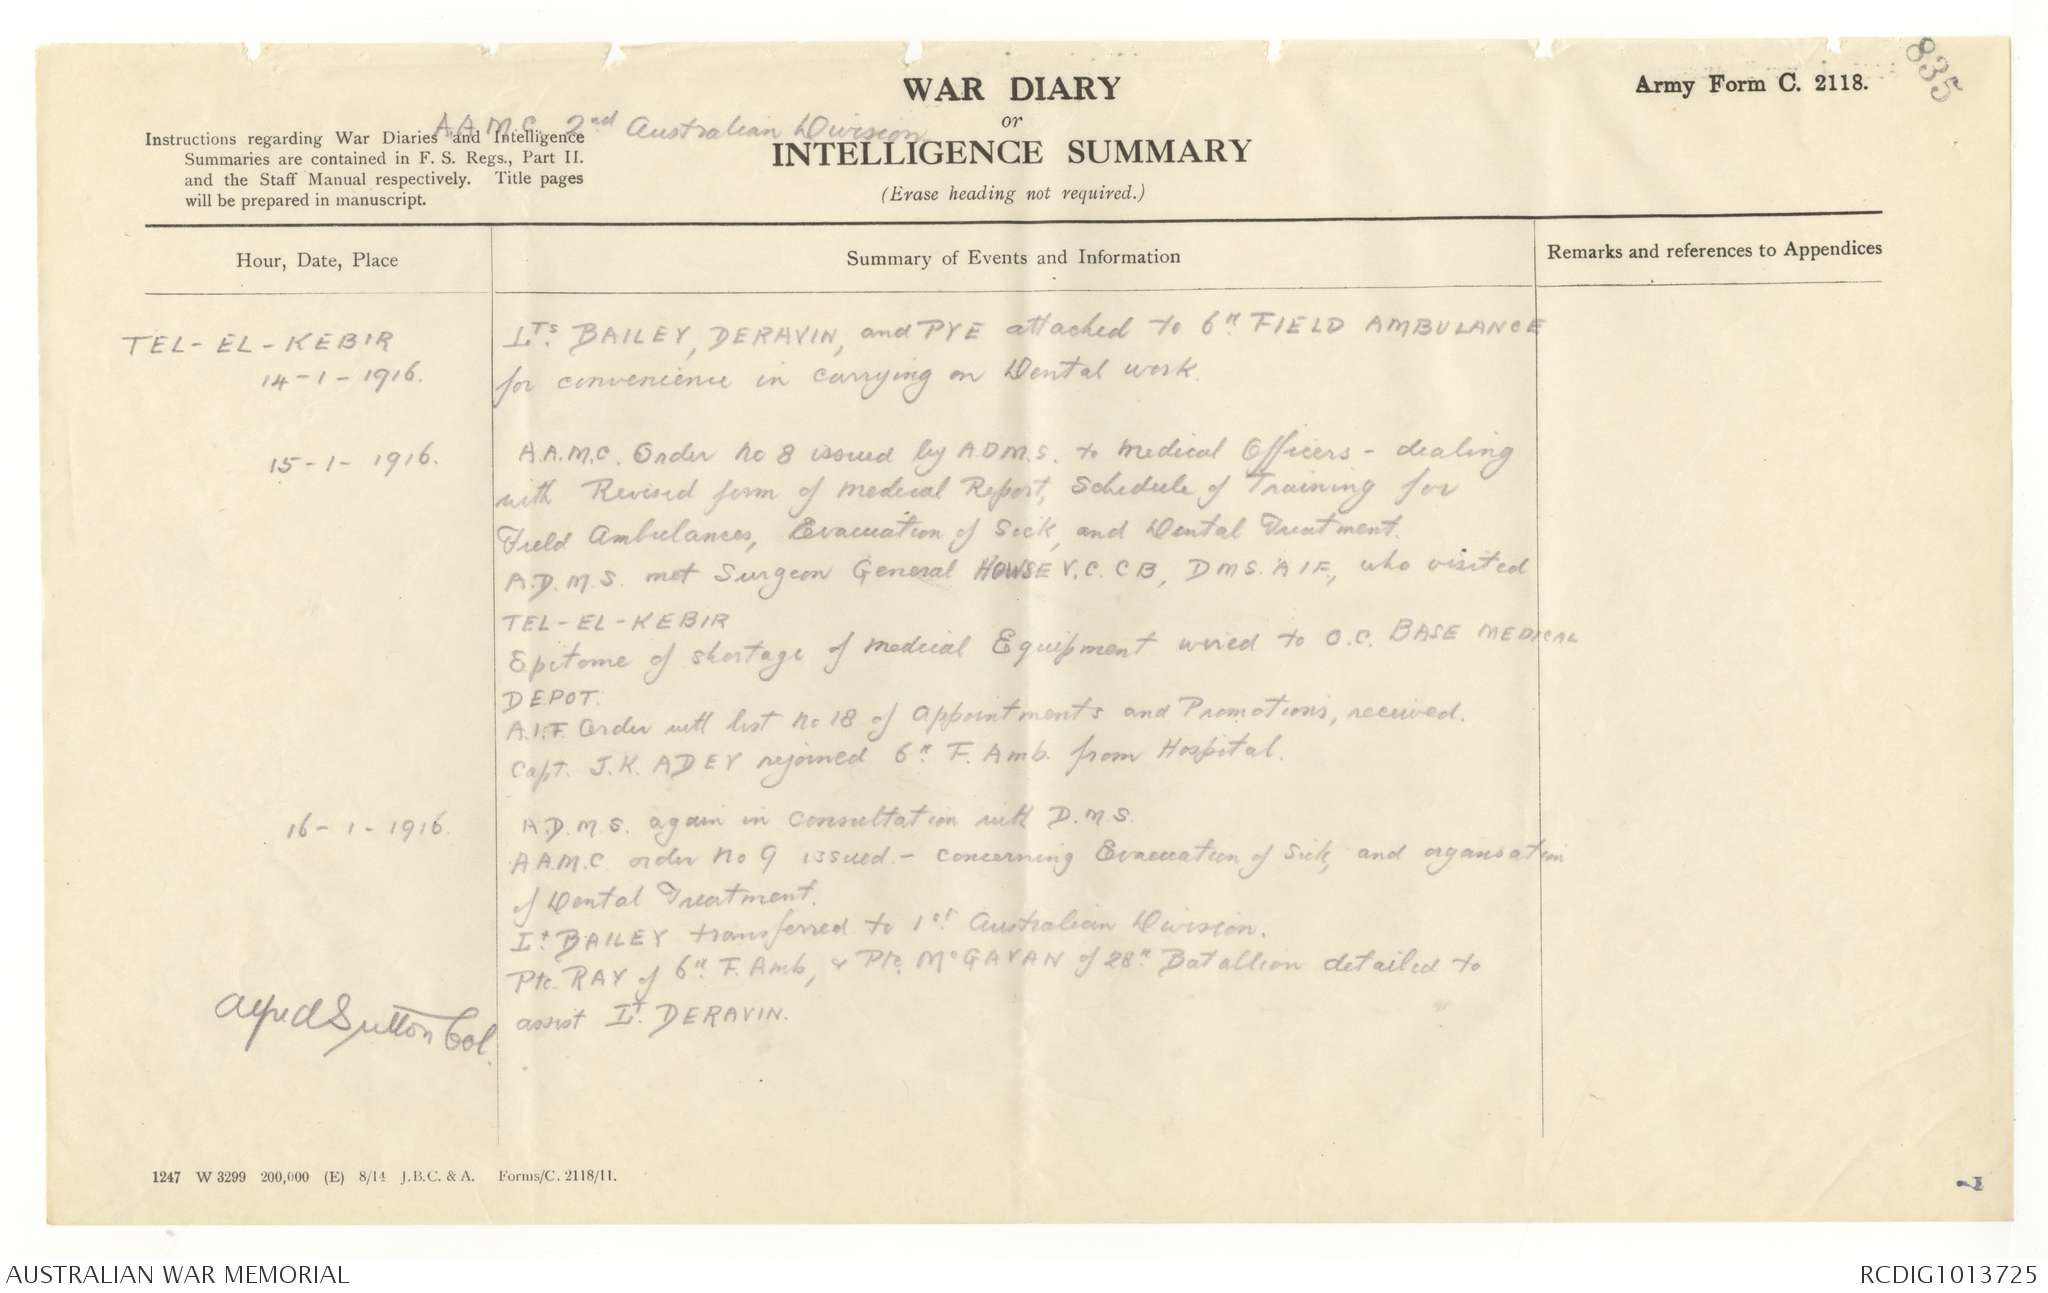 835
WAR DIARY
Army Form C. 2118.
A.A.M.C. 2nd Australian Division
or
Instructions regarding War Diaries and Intelligence
Summaries are contained in F. S. Regs., Part II.
and the Staff Manual respectively. Title pages
will be prepared in manuscript.
INTELLIGENCE SUMMARY
(Erase heading not required.)
Hour, Date, Place
Summary of Events and Information
Remarks and references to Appendices
TEL-EL-KEBIR
14-1-1916.
Lts. BAILEY, DERAVIN, and PYE attached to 6th FIELD AMBULANCE
for convenience in carrying on Dental work.
15-1-1916.
A.A.M.C. Order No 8 issued by A.D.M.S. to Medical Officers - dealing
with Revised form of Medical Report, Schedule of Training for
Field Ambulances, Evacuation of Sick, and Dental Treatment.
A.D.M.S. met Surgeon General HOWSE V.C. CB, DMS. AIF., who visited
TEL-EL-KEBIR
Epitome of shortage of Medical Equipment wired to O.C. BASE MEDICAL
DEPOT.
A.I.F. Order with list No 18 of Appointments and Promotions, received.
Capt. J.K. ADEY rejoined 6th F. Amb. from Hospital.
16-1-1916.
A.D.M.S. again in consultation with D.M.S.
AAM.C. order No 9 issued - concerning Evacuation of Sick, and organsation
of Dental Treatment.
Lt BAILEY transferred to 1st Australian Division.
Pte. RAY of 6th F. Amb, & Pte. McGAVAN of 28th Batallion detailed to
assist Lt. DERAVIN.
Alfred Sutton Col.
1247 W 3299 200,000 (E) 8/14 J.B.C. & A. Forms/C. 2118/11.
7
AUSTRALIAN WAR MEMORIAL
RCDIG1013725